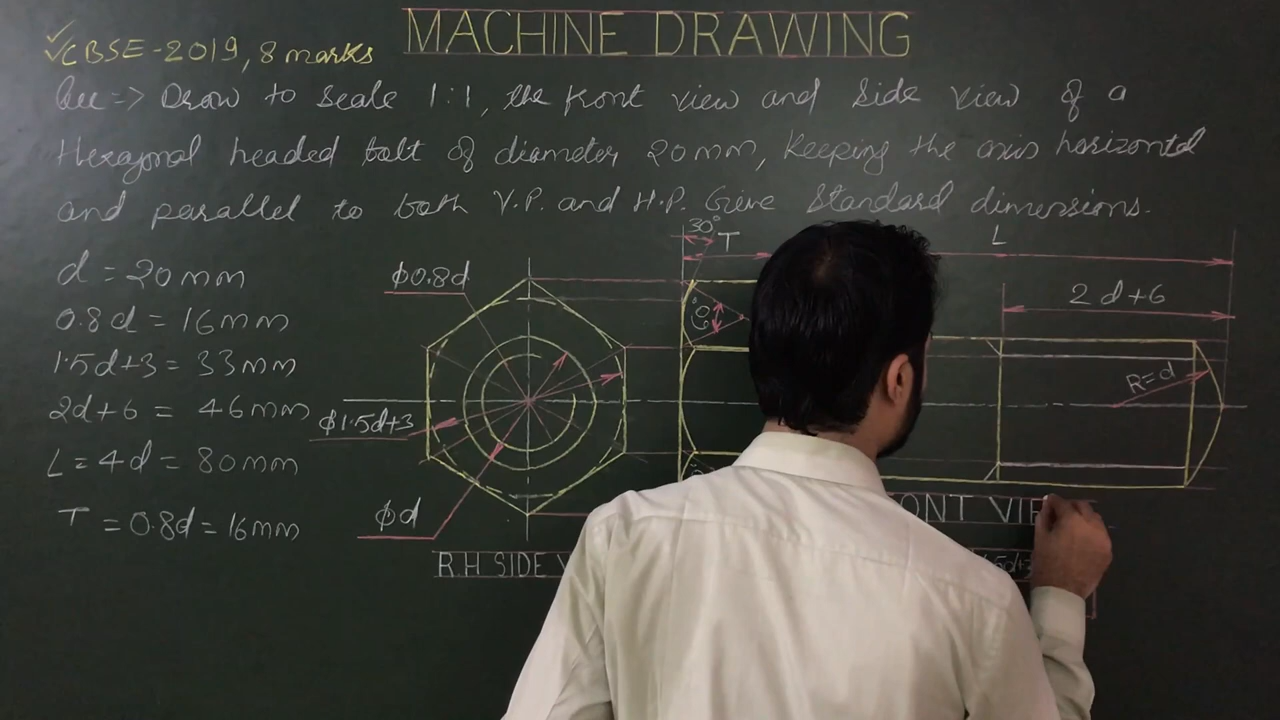 MACHINE DRAWING
CBSE-2019, 8 marks
Que => Draw to scale 1:1, the front view and side view of a
Hexagonal headed bolt of diameter 20mm, keeping the axis horizontal
and parallel to both V.P. and H.P. Give standard dimensions.
d = 20mm
0.8d = 16mm
1.5d+3 = 33mm
2d+6 = 46mm
L = 4d = 80mm
T = 0.8d = 16mm
ϕ0.8d
ϕ1.5d+3
ϕd
R.H SIDE V
30°
T
L
2d+6
R=d
ONT VIE